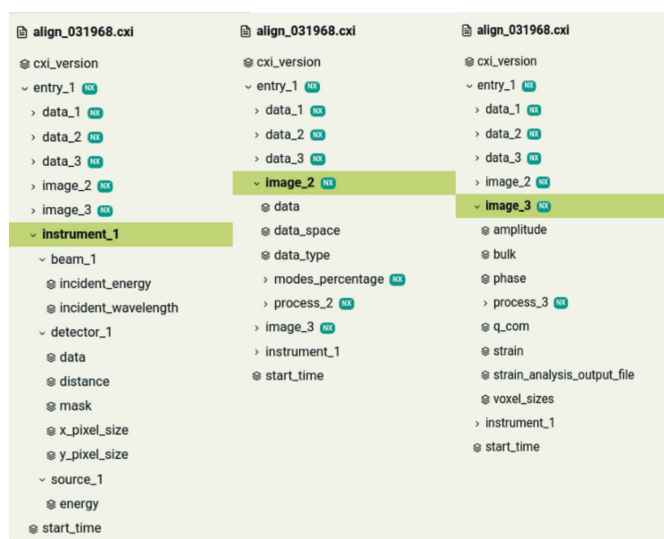 align_031968.cxi
cxi_version
entry_1 NX
data_1 NX
data_2 NX
data_3 NX
image_2 NX
image_3 NX
instrument_1
beam_1
incident_energy
incident_wavelength
detector_1
data
distance
mask
x_pixel_size
y_pixel_size
source_1
energy
start_time
align_031968.cxi
cxi_version
entry_1 NX
data_1 NX
data_2 NX
data_3 NX
image_2 NX
data
data_space
data_type
modes_percentage NX
process_2 NX
image_3 NX
instrument_1
start_time
align_031968.cxi
cxi_version
entry_1 NX
data_1 NX
data_2 NX
data_3 NX
image_2 NX
image_3 NX
amplitude
bulk
phase
process_3 NX
q_com
strain
strain_analysis_output_file
voxel_sizes
instrument_1
start_time